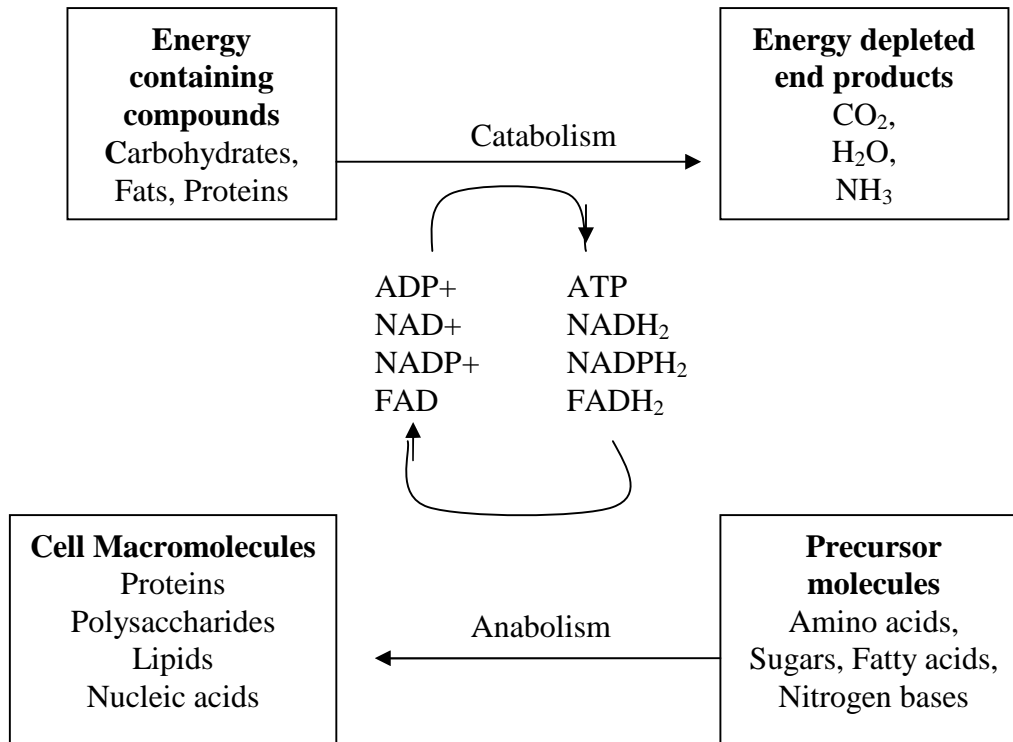 Energy
containing
compounds
Carbohydrates,
Fats, Proteins
Catabolism
Energy depleted
end products
CO₂,
H₂O,
NH₃
ADP+
NAD+
NADP+
FAD
ATP
NADH₂
NADPH₂
FADH₂
Cell Macromolecules
Proteins
Polysaccharides
Lipids
Nucleic acids
Anabolism
Precursor
molecules
Amino acids,
Sugars, Fatty acids,
Nitrogen bases